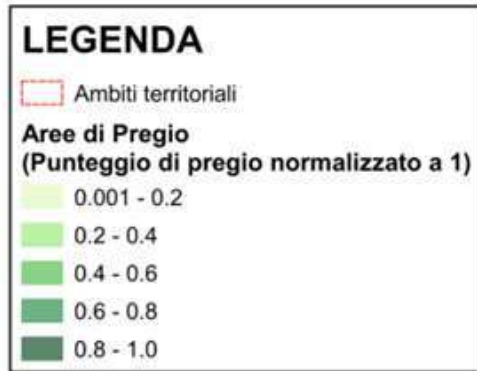 LEGENDA
Ambiti territoriali
Aree di Pregio
(Punteggio di pregio normalizzato a 1)
0.001 - 0.2
0.2 - 0.4
0.4 - 0.6
0.6 - 0.8
0.8 - 1.0